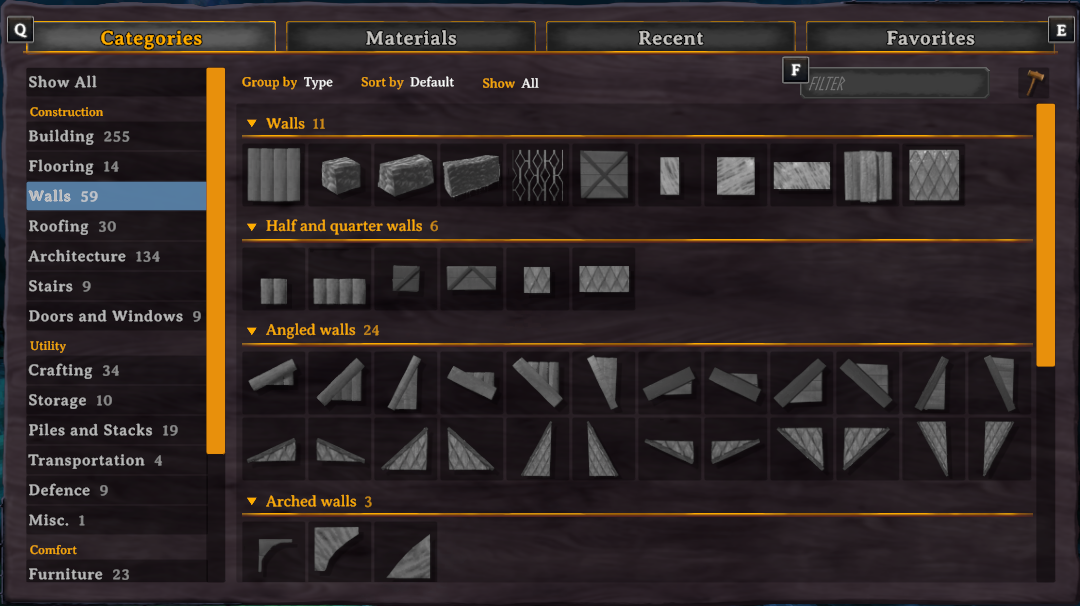 Q
Categories
Materials
Recent
Favorites
E
Show All
Construction
Building 255
Flooring 14
Walls 59
Roofing 30
Architecture 134
Stairs 9
Doors and Windows 9
Utility
Crafting 34
Storage 10
Piles and Stacks 19
Transportation 4
Defence 9
Misc. 1
Comfort
Furniture 23
Group by Type Sort by Default Show All
F
FILTER
Walls 11
Half and quarter walls 6
Angled walls 24
Arched walls 3